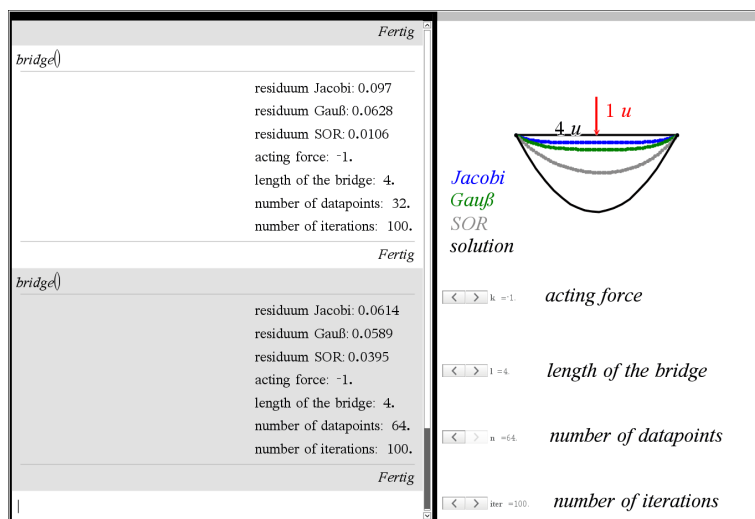 Fertig
bridge()
residuum Jacobi: 0.097
residuum Gauß: 0.0628
residuum SOR: 0.0106
acting force: ⁻1.
length of the bridge: 4.
number of datapoints: 32.
number of iterations: 100.
Fertig
bridge()
residuum Jacobi: 0.0614
residuum Gauß: 0.0589
residuum SOR: 0.0395
acting force: ⁻1.
length of the bridge: 4.
number of datapoints: 64.
number of iterations: 100.
Fertig
1 u
4 u
Jacobi
Gauß
SOR
solution
k =⁻1. acting force
l =4. length of the bridge
n =64. number of datapoints
iter =100. number of iterations